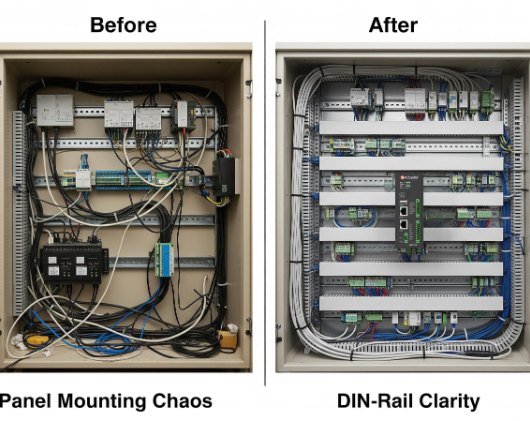 Before
After
Panel Mounting Chaos
DIN-Rail Clarity